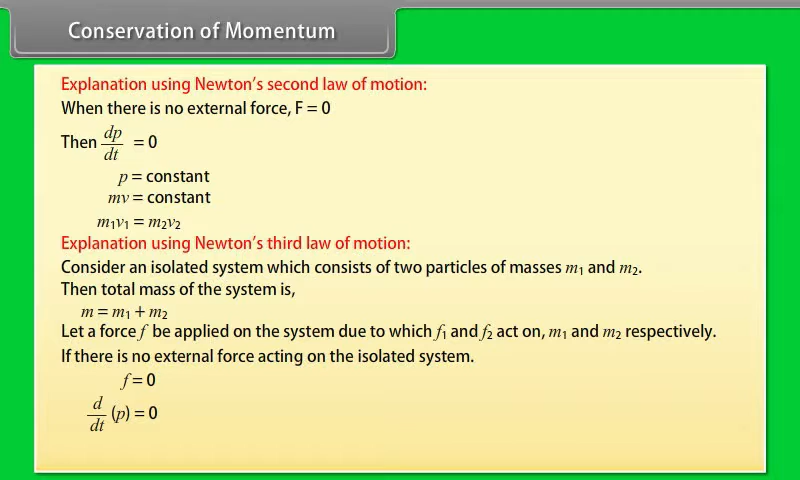 Conservation of Momentum
Explanation using Newton's second law of motion:
When there is no external force, F = 0
Then dp/dt = 0
p = constant
mv = constant
m₁v₁ = m₂v₂
Explanation using Newton's third law of motion:
Consider an isolated system which consists of two particles of masses m₁ and m₂.
Then total mass of the system is,
m = m₁ + m₂
Let a force f be applied on the system due to which f₁ and f₂ act on, m₁ and m₂ respectively.
If there is no external force acting on the isolated system.
f = 0
d/dt (p) = 0